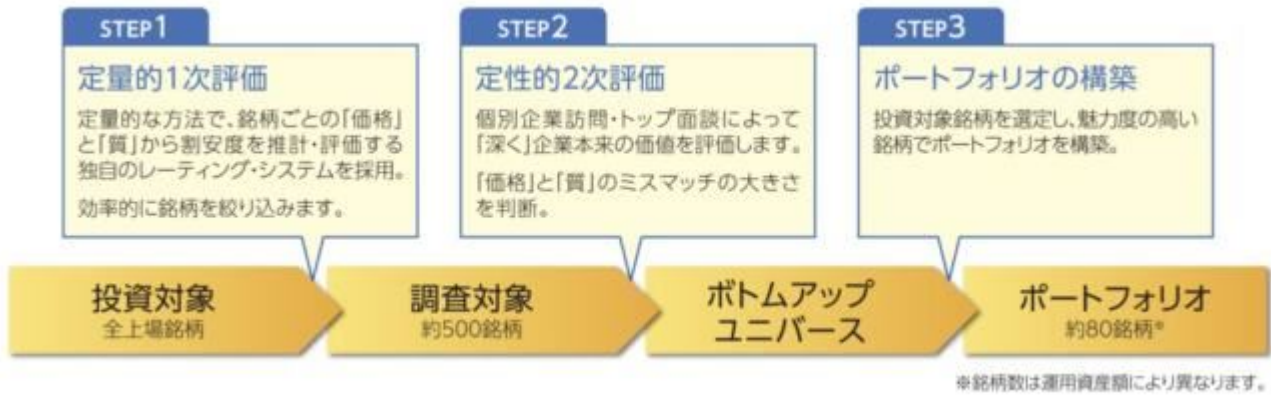 STEP1
定量的1次評価
定量的な方法で、銘柄ごとの「価格」
と「質」から割安度を推計・評価する
独自のレーティング・システムを採用。
効率的に銘柄を絞り込みます。
STEP2
定性的2次評価
個別企業訪問・トップ面談によって
「深く」企業本来の価値を評価します。
「価格」と「質」のミスマッチの大きさ
を判断。
STEP3
ポートフォリオの構築
投資対象銘柄を選定し、魅力度の高い
銘柄でポートフォリオを構築。
投資対象
全上場銘柄
調査対象
約500銘柄
ボトムアップ
ユニバース
ポートフォリオ
約80銘柄※
※銘柄数は運用資産額により異なります。